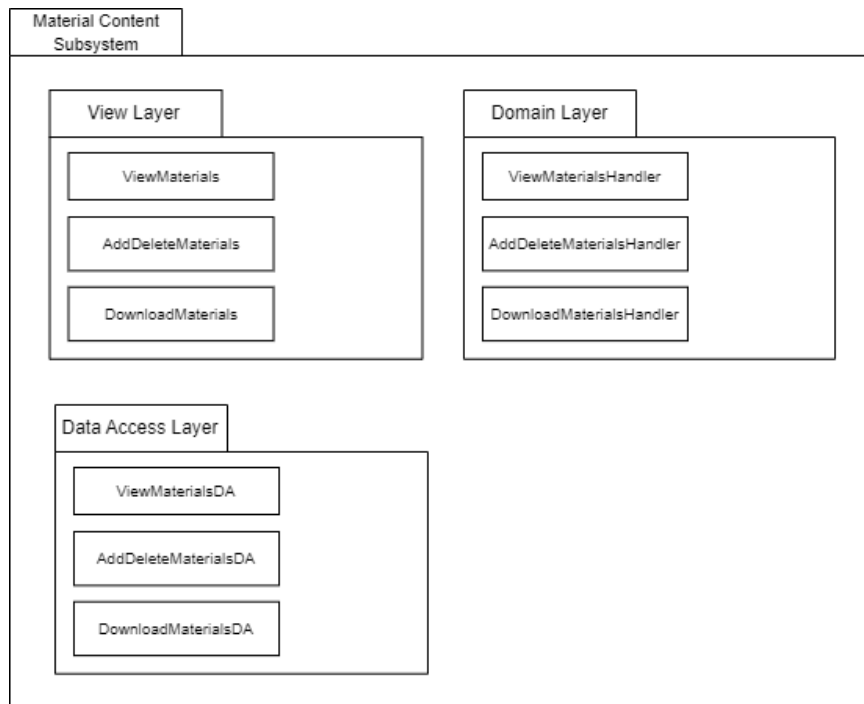 Material Content
Subsystem
View Layer
ViewMaterials
AddDeleteMaterials
DownloadMaterials
Domain Layer
ViewMaterialsHandler
AddDeleteMaterialsHandler
DownloadMaterialsHandler
Data Access Layer
ViewMaterialsDA
AddDeleteMaterialsDA
DownloadMaterialsDA